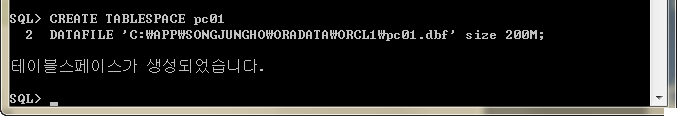 SQL> CREATE TABLESPACE pc01
2 DATAFILE 'C:₩APP₩SONGJUNGHO₩ORADATA₩ORCL1₩pc01.dbf' size 200M;
테이블스페이스가 생성되었습니다.
SQL>